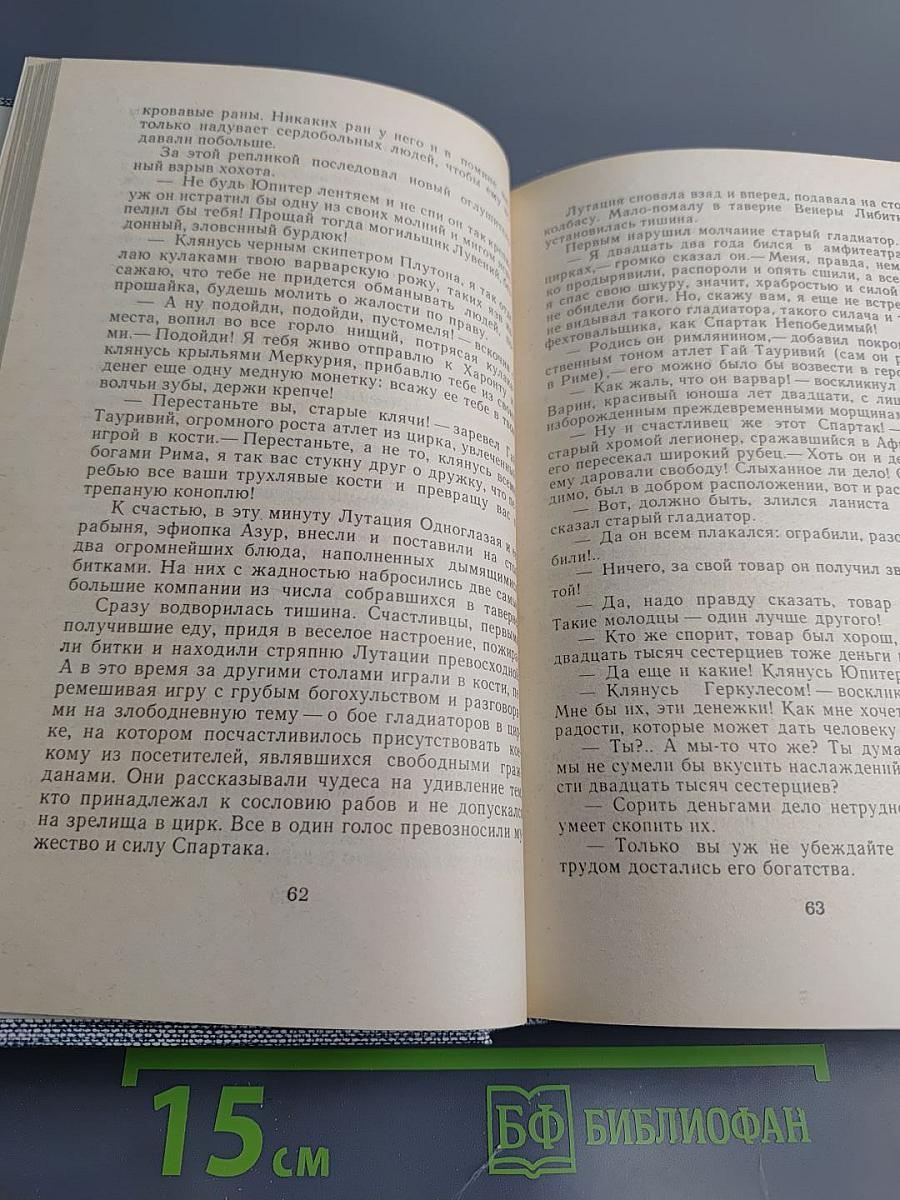 кровавые раны. Никаких ран у него и в помине
только надувает сердобольных людей, чтобы ему
давали побольше.
За этой репликой последовал новый оглушитель
ный взрыв хохота.
— Не будь Юпитер лентяем и не спи он так
уж он истратил бы одну из своих молний и мигом
пелил бы тебя! Прощай тогда могильщик Лувений,
донный, зловонный бурдюк!
— Клянусь черным скипетром Плутона, я так
лаю кулаками твою варварскую рожу, таких язв
сажаю, что тебе не придется обманывать людей,
прошайка, будешь молить о жалости по праву.
— А ну подойди, подойди, пустомеля! — вскочив
места, вопил во все горло нищий, потрясая
ми.— Подойди! Я тебя живо отправлю к Харону,
клянусь крыльями Меркурия, прибавлю тебе из
денег еще одну медную монетку: всажу ее тебе в
волчьи зубы, держи крепче!
— Перестаньте вы, старые клячи! — заревел
Тауривий, огромного роста атлет из цирка, увлеченный
игрой в кости.— Перестаньте, а не то, клянусь всеми
богами Рима, я так вас стукну друг о дружку, что
ребью все ваши трухлявые кости и превращу вас
трепаную коноплю!
К счастью, в эту минуту Лутация Одноглазая и
рабыня, эфиопка Азур, внесли и поставили на
два огромнейших блюда, наполненных дымящимися
битками. На них с жадностью набросились две самые
большие компании из числа собравшихся в таверне
Сразу водворилась тишина. Счастливцы, первыми
получившие еду, придя в веселое настроение, пожира
ли битки и находили стряпню Лутации превосходной.
А в это время за другими столами играли в кости, пе
ремешивая игру с грубым богохульством и разговора
ми на злободневную тему — о бое гладиаторов в цир
ке, на котором посчастливилось присутствовать кое
кому из посетителей, являвшихся свободными граж
данами. Они рассказывали чудеса на удивление тем
кто принадлежал к сословию рабов и не допускался
на зрелища в цирк. Все в один голос превозносили му
жество и силу Спартака.
62
Лутация сновала взад и вперед, подавала на сто
колбасу. Мало-помалу в таверне Венеры Либити
установилась тишина.
Первым нарушил молчание старый гладиатор.
— Я двадцать два года бился в амфитеатра
цирках,— громко сказал он.— Меня, правда, нем
ко продырявили, распороли и опять сшили, а все
я спас свою шкуру, значит, храбростью и силой
не обидели боги. Но, скажу вам, я еще не встре
не видывал такого гладиатора, такого силача и
фехтовальщика, как Спартак Непобедимый!
— Родись он римлянином,— добавил покро
ственным тоном атлет Гай Тауривий (сам он р
в Риме),— его можно было бы возвести в геро
— Как жаль, что он варвар! — воскликнул
Варин, красивый юноша лет двадцати, с лиц
изборожденным преждевременными морщинам
— Ну и счастливец же этот Спартак! —
старый хромой легионер, сражавшийся в Афр
его пересекал широкий рубец.— Хоть он и де
ему даровали свободу! Слыханное ли дело! С
димо, был в добром расположении, вот и рас
— Вот, должно быть, злился ланиста
сказал старый гладиатор.
— Да он всем плакался: ограбили, разо
били!..
— Ничего, за свой товар он получил зв
той!
— Да, надо правду сказать, товар
Такие молодцы — один лучше другого!
— Кто же спорит, товар был хорош,
двадцать тысяч сестерциев тоже деньги
— Да еще и какие! Клянусь Юпитер
— Клянусь Геркулесом! — восклик
Мне бы их, эти денежки! Как мне хочет
радости, которые может дать человеку
— Ты?.. А мы-то что же? Ты дума
мы не сумели бы вкусить наслаждений
сти двадцать тысяч сестерциев?
— Сорить деньгами дело нетрудно
умеет скопить их.
— Только вы уж не убеждайте
трудом достались его богатства.
63
15 см
БФ БИБЛИОФАН